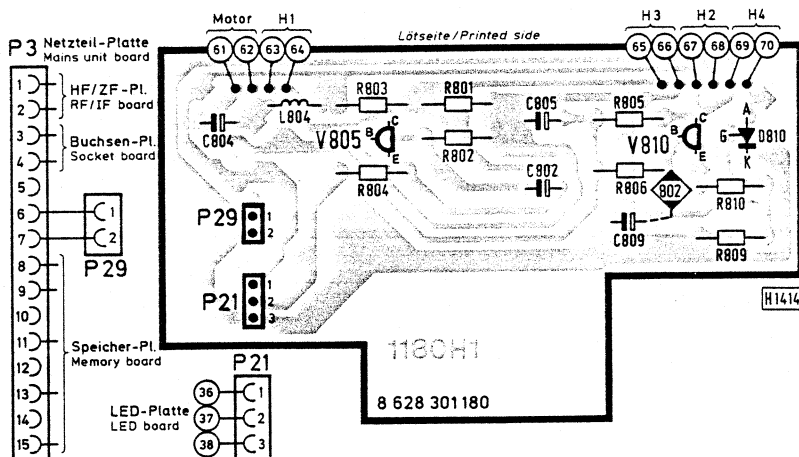 Motor H1
61 62 63 64
Lötseite/Printed side
H3 H2 H4
65 66 67 68 69 70
P3 Netzteil-Platte
Mains unit board
1
2
HF/ZF-Pl.
RF/IF board
3
4
Buchsen-Pl.
Socket board
5
6
7
1
2
P29
8
9
10
11
12
13
14
15
Speicher-Pl.
Memory board
C804
L804
R803
R801
V805
B C E
R804
R802
C805
C802
R805
V810
B C E
R806
802
C809
A
G
K
D810
R810
R809
P29
1
2
P21
1
2
3
H1414
1180H1
8 628 301 180
P21
36 1
37 2
38 3
LED-Platte
LED board